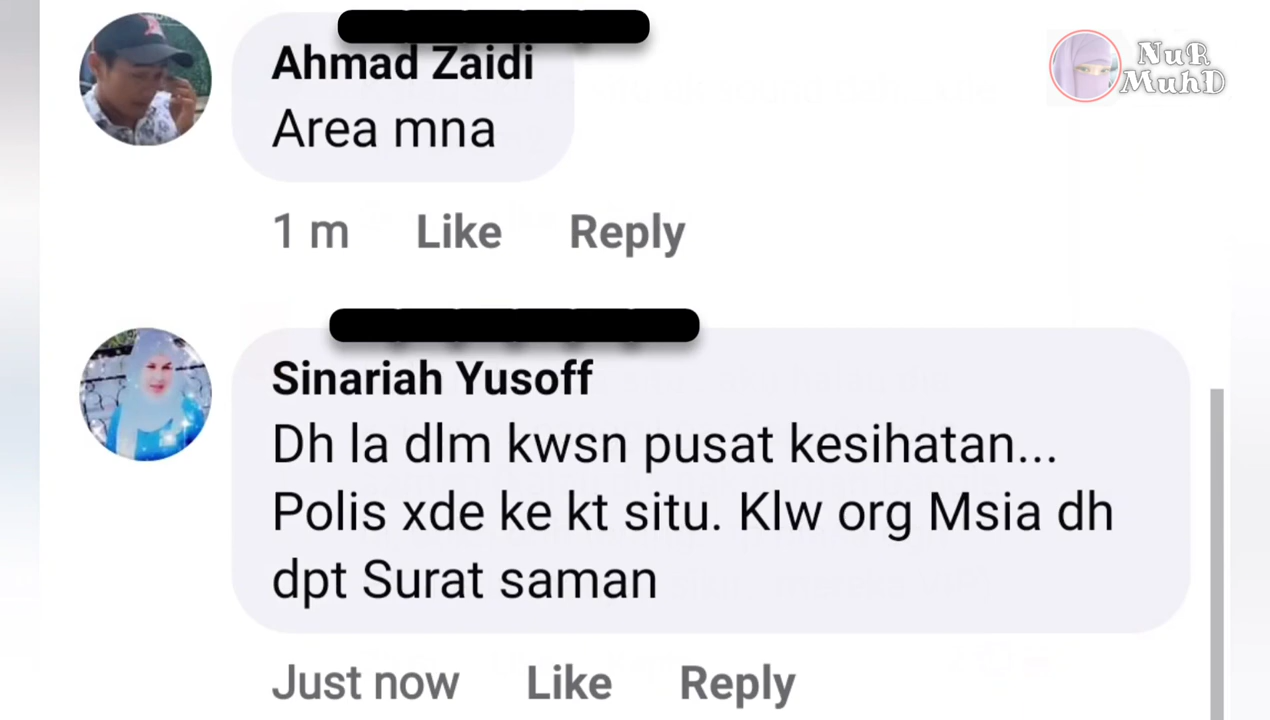 NuR
MuhD
Ahmad Zaidi
Area mna
1 m Like Reply
Sinariah Yusoff
Dh la dlm kwsn pusat kesihatan...
Polis xde ke kt situ. Klw org Msia dh
dpt Surat saman
Just now Like Reply